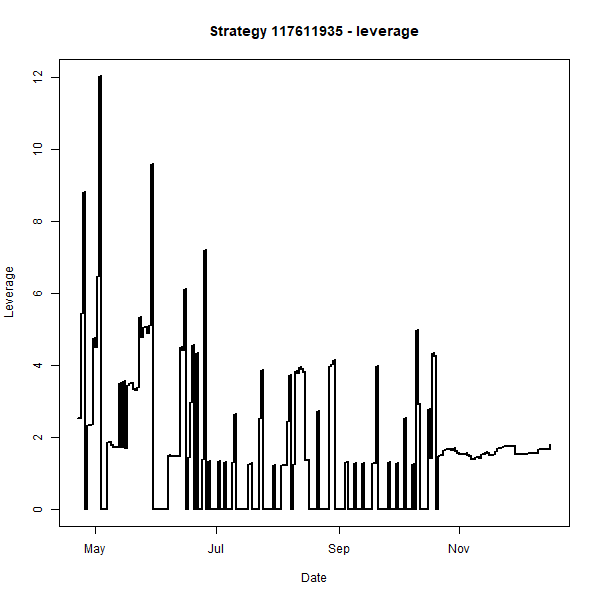 Strategy 117611935 - leverage
12
10
8
6
4
2
0
Leverage
May
Jul
Sep
Nov
Date